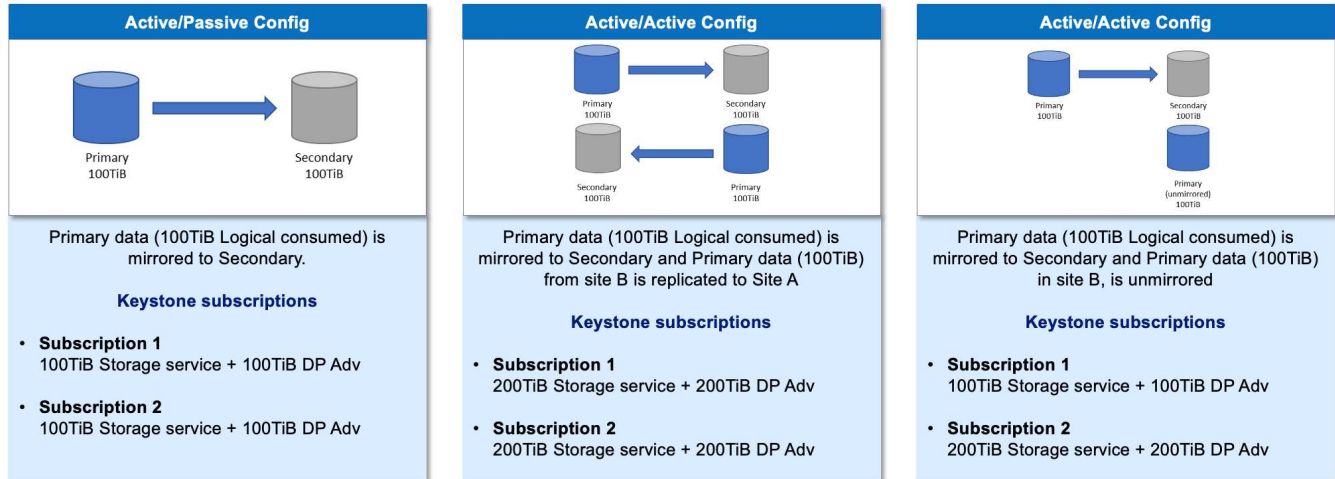 Active/Passive Config
Primary
100TiB
Secondary
100TiB
Primary data (100TiB Logical consumed) is
mirrored to Secondary.
Keystone subscriptions
• Subscription 1
100TiB Storage service + 100TiB DP Adv
• Subscription 2
100TiB Storage service + 100TiB DP Adv
Active/Active Config
Primary
100TiB
Secondary
100TiB
Secondary
100TiB
Primary
100TiB
Primary data (100TiB Logical consumed) is
mirrored to Secondary and Primary data (100TiB)
from site B is replicated to Site A
Keystone subscriptions
• Subscription 1
200TiB Storage service + 200TiB DP Adv
• Subscription 2
200TiB Storage service + 200TiB DP Adv
Active/Active Config
Primary
100TiB
Secondary
100TiB
Primary
(unmirrored)
100TiB
Primary data (100TiB Logical consumed) is
mirrored to Secondary and Primary data (100TiB)
in site B, is unmirrored
Keystone subscriptions
• Subscription 1
100TiB Storage service + 100TiB DP Adv
• Subscription 2
200TiB Storage service + 200TiB DP Adv